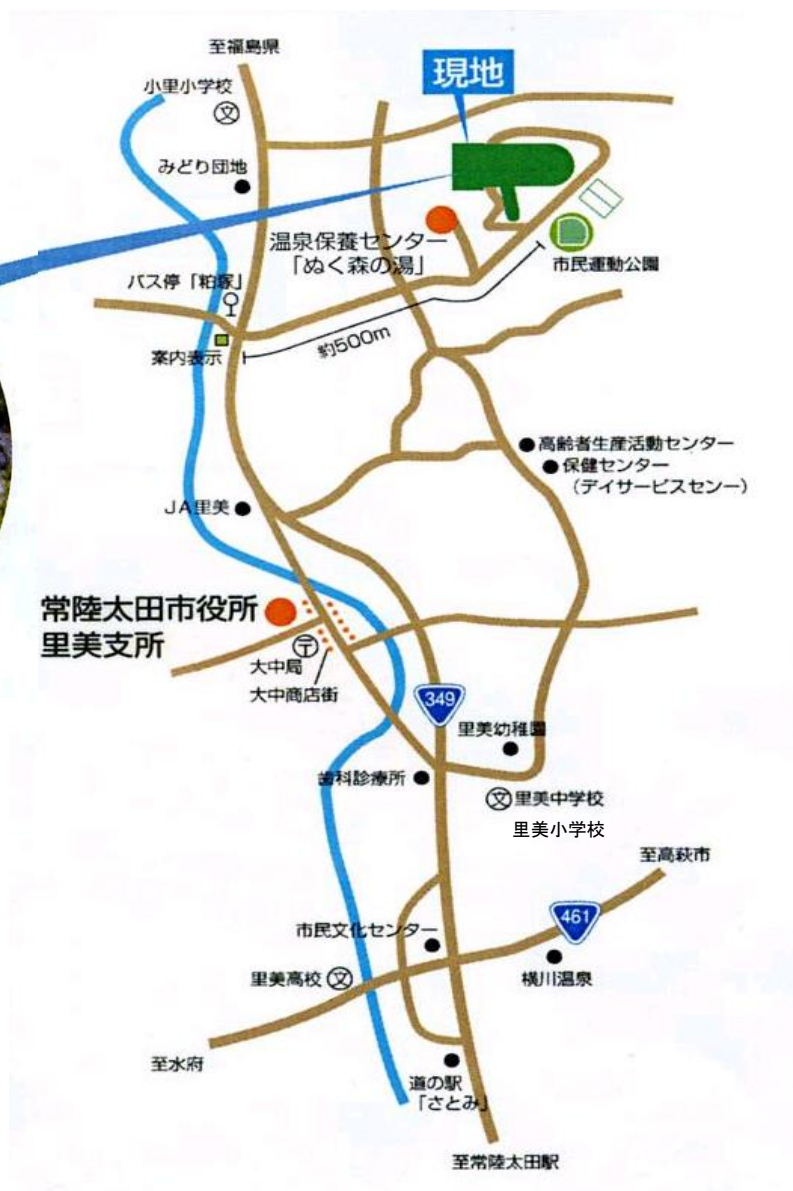 至福島県
現地
小里小学校
文
みどり団地
温泉保養センター
「ぬく森の湯」
市民運動公園
バス停「粕塚」
約500m
案内表示
高齢者生産活動センター
保健センター
(デイサービスセンー)
JA里美
常陸太田市役所
里美支所
〒
大中局
大中商店街
349
里美幼稚園
歯科診療所
文
里美中学校
里美小学校
至高萩市
461
市民文化センター
里美高校
文
横川温泉
至水府
道の駅
「さとみ」
至常陸太田駅